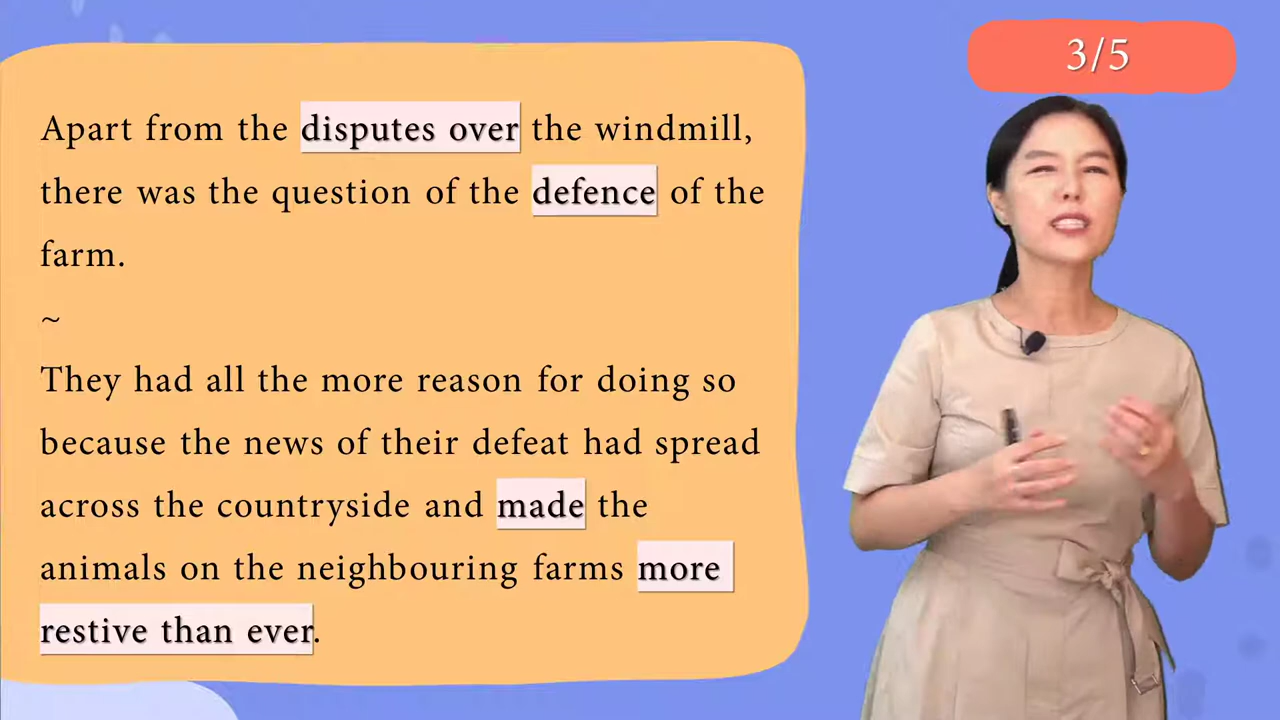 3/5
Apart from the disputes over the windmill,
there was the question of the defence of the
farm.
~
They had all the more reason for doing so
because the news of their defeat had spread
across the countryside and made the
animals on the neighbouring farms more
restive than ever.